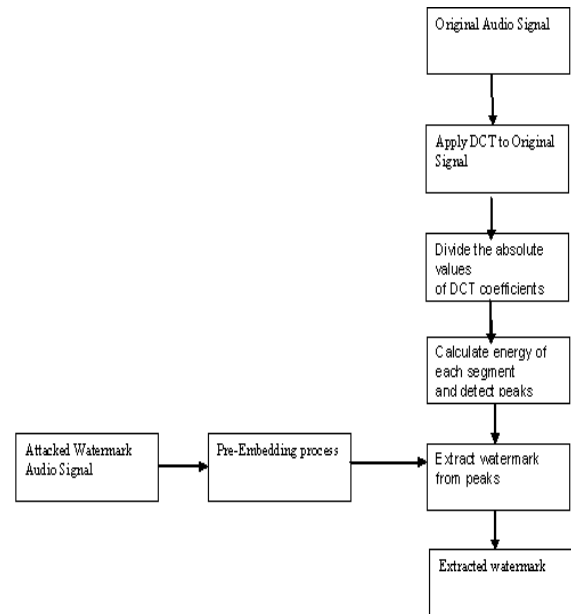 Original Audio Signal
Apply DCT to Original
Signal
Divide the absolute
values
of DCT coefficients
Calculate energy of
each segment
and detect peaks
Attacked Watermark
Audio Signal
Pre-Embedding process
Extract watermark
from peaks
Extracted watermark